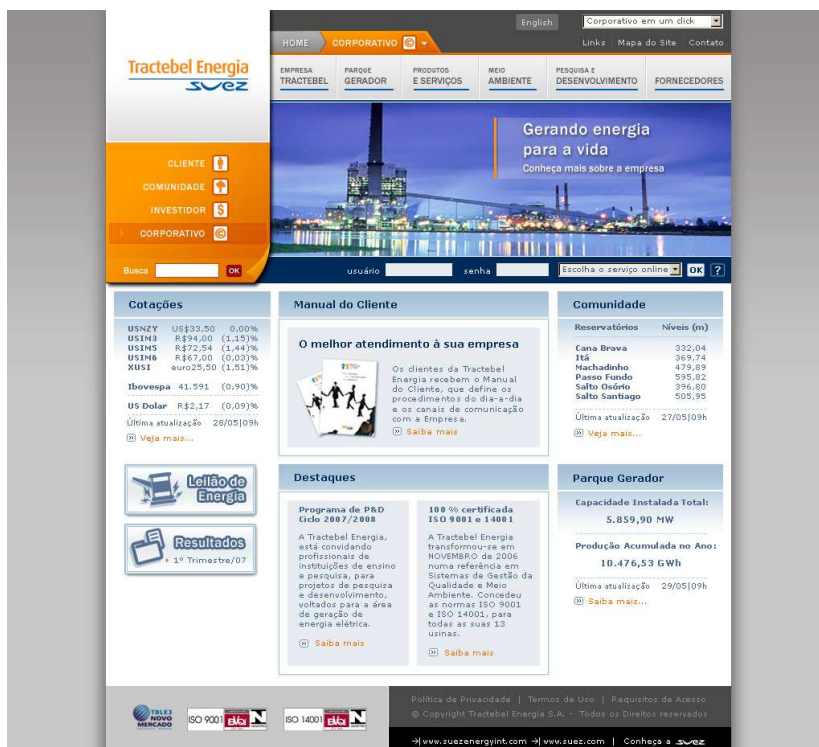 English
Corporativo em um click
HOME
CORPORATIVO ©
Links
Mapa do Site
Contato
Tractebel Energia
suez
EMPRESA
TRACTEBEL
PARQUE
GERADOR
PRODUTOS
E SERVIÇOS
MEIO
AMBIENTE
PESQUISA E
DESENVOLVIMENTO
FORNECEDORES
Gerando energia
para a vida
Conheça mais sobre a empresa
CLIENTE
COMUNIDADE
INVESTIDOR $
CORPORATIVO ©
Busca
OK
usuário
senha
Escolha o serviço online
OK
?
Cotações
USNZY US$33,50 0,00%
USIM3 R$94,00 (1,15)%
USIM5 R$72,54 (1,44)%
USIM6 R$67,00 (0,03)%
XUSI euro25,50 (1,51)%
Ibovespa 41.591 (0,90)%
US Dolar R$2,17 (0,09)%
Última atualização 28/05|09h
Veja mais...
Leilão de
Energia
Resultados
1º Trimestre/07
Manual do Cliente
O melhor atendimento à sua empresa
Os clientes da Tractebel
Energia recebem o Manual
do Cliente, que define os
procedimentos do dia-a-dia
e os canais de comunicação
com a Empresa.
Saiba mais
Destaques
Programa de P&D
Ciclo 2007/2008
A Tractebel Energia,
está convidando
profissionais de
instituições de ensino
e pesquisa, para
projetos de pesquisa
e desenvolvimento,
voltados para a área
de geração de
energia elétrica.
Saiba mais
100 % certificada
ISO 9001 e 14001
A Tractebel Energia
transformou-se em
NOVEMBRO de 2006
numa referência em
Sistemas de Gestão da
Qualidade e Meio
Ambiente. Concedeu
as normas ISO 9001
e ISO 14001, para
todas as suas 13
usinas.
Saiba mais
Comunidade
Reservatórios Níveis (m)
Cana Brava 332,04
Itá 369,74
Machadinho 479,89
Passo Fundo 595,82
Salto Osório 396,80
Salto Santiago 505,95
Última atualização 27/05|09h
Veja mais...
Parque Gerador
Capacidade Instalada Total:
5.859,90 MW
Produção Acumulada no Ano:
10.476,53 GWh
Última atualização 29/05|09h
Saiba mais...
TBLE3
NOVO
MERCADO
ISO 9001
BVQI
ISO 14001
BVQI
Política de Privacidade | Termos de Uso | Requisitos de Acesso
© Copyright Tractebel Energia S.A. - Todos os Direitos reservados
www.suezenergyint.com
www.suez.com | Conheça a suez